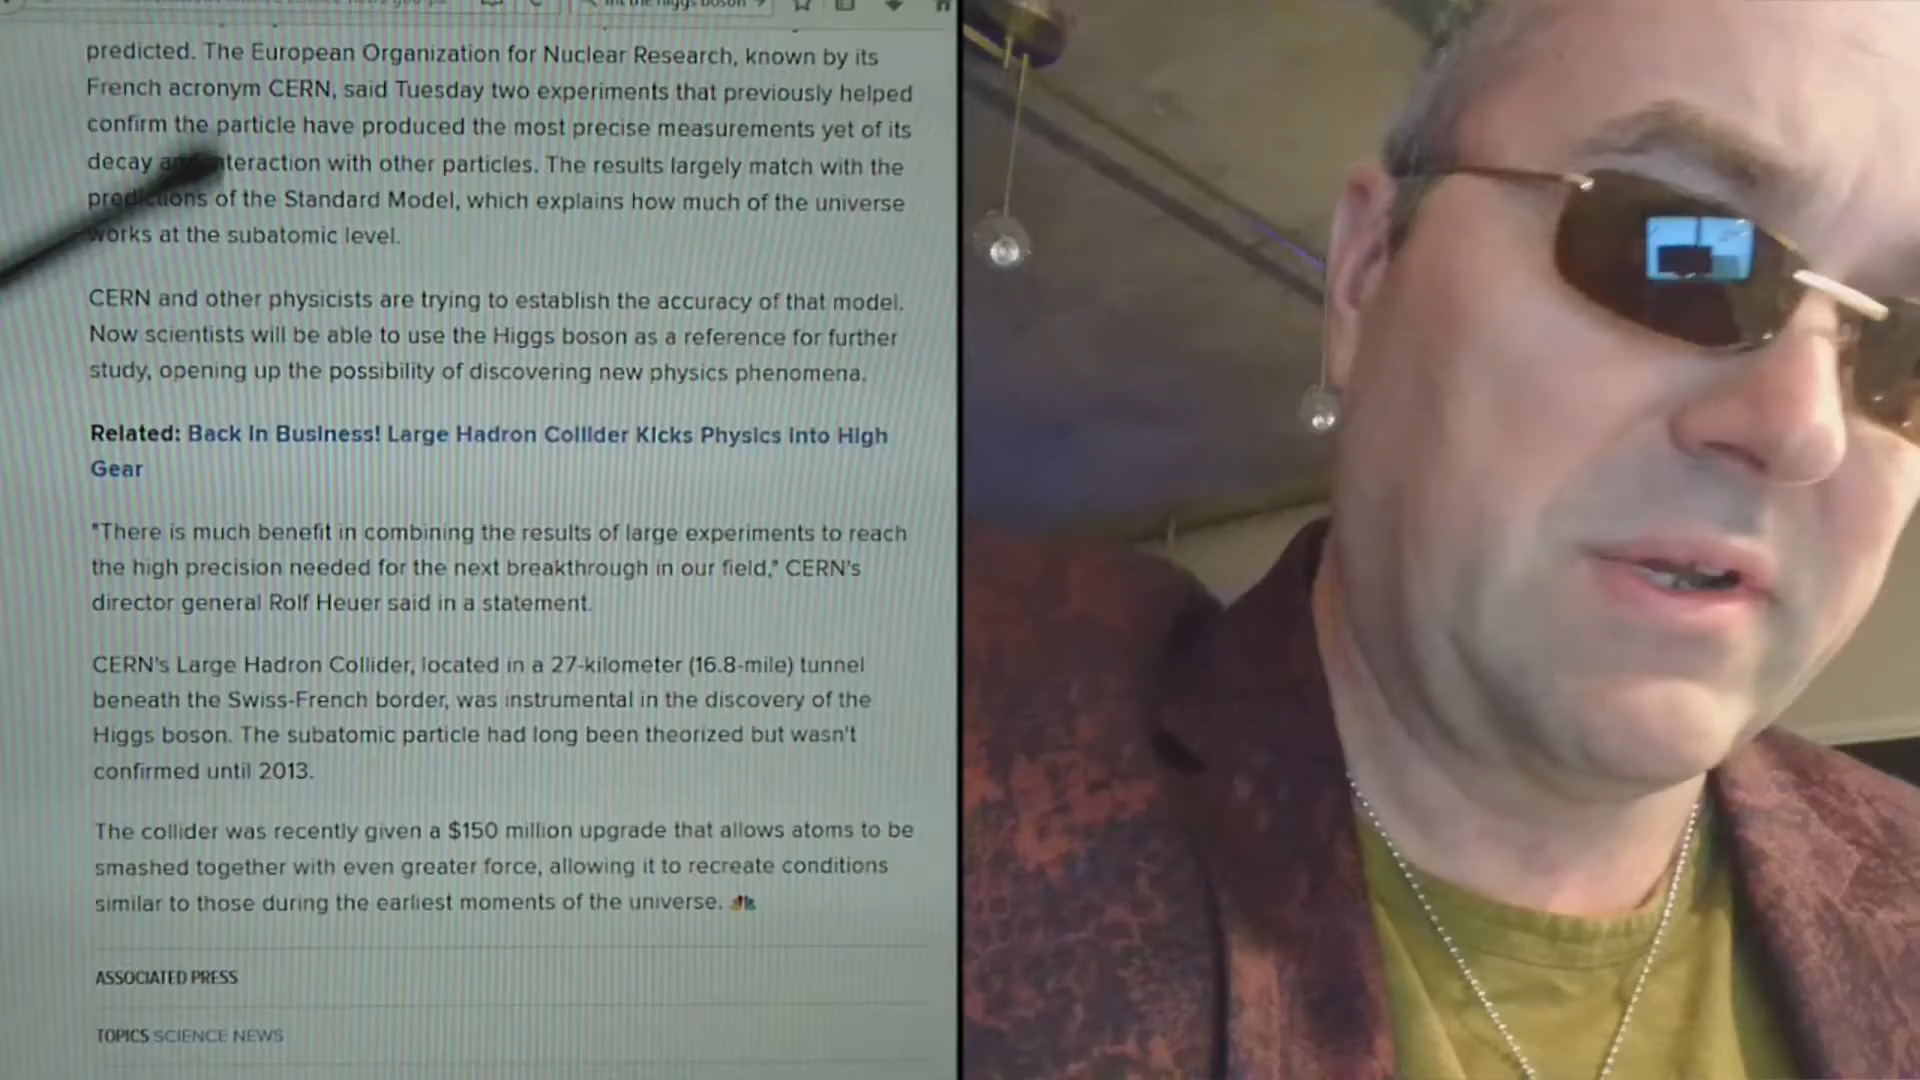 the higgs boson
predicted. The European Organization for Nuclear Research, known by its
French acronym CERN, said Tuesday two experiments that previously helped
confirm the particle have produced the most precise measurements yet of its
decay and interaction with other particles. The results largely match with the
predictions of the Standard Model, which explains how much of the universe
works at the subatomic level.
CERN and other physicists are trying to establish the accuracy of that model.
Now scientists will be able to use the Higgs boson as a reference for further
study, opening up the possibility of discovering new physics phenomena.
Related: Back in Business! Large Hadron Collider Kicks Physics Into High
Gear
"There is much benefit in combining the results of large experiments to reach
the high precision needed for the next breakthrough in our field," CERN's
director general Rolf Heuer said in a statement.
CERN's Large Hadron Collider, located in a 27-kilometer (16.8-mile) tunnel
beneath the Swiss-French border, was instrumental in the discovery of the
Higgs boson. The subatomic particle had long been theorized but wasn't
confirmed until 2013.
The collider was recently given a $150 million upgrade that allows atoms to be
smashed together with even greater force, allowing it to recreate conditions
similar to those during the earliest moments of the universe.
ASSOCIATED PRESS
TOPICS SCIENCE NEWS